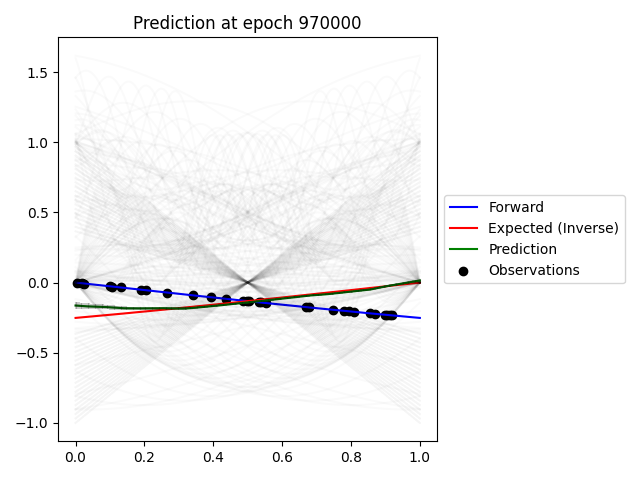 Prediction at epoch 970000
1.5
1.0
0.5
0.0
−0.5
−1.0
0.0 0.2 0.4 0.6 0.8 1.0
Forward
Expected (Inverse)
Prediction
Observations